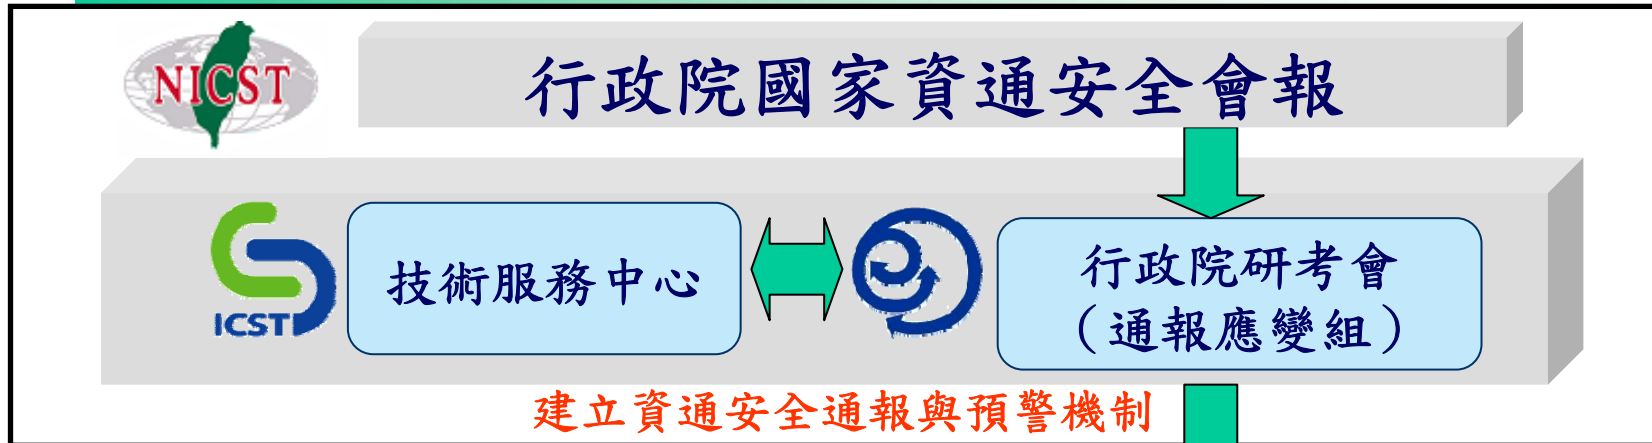 NICST
行政院國家資通安全會報
ICST
技術服務中心
行政院研考會
（通報應變組）
建立資通安全通報與預警機制